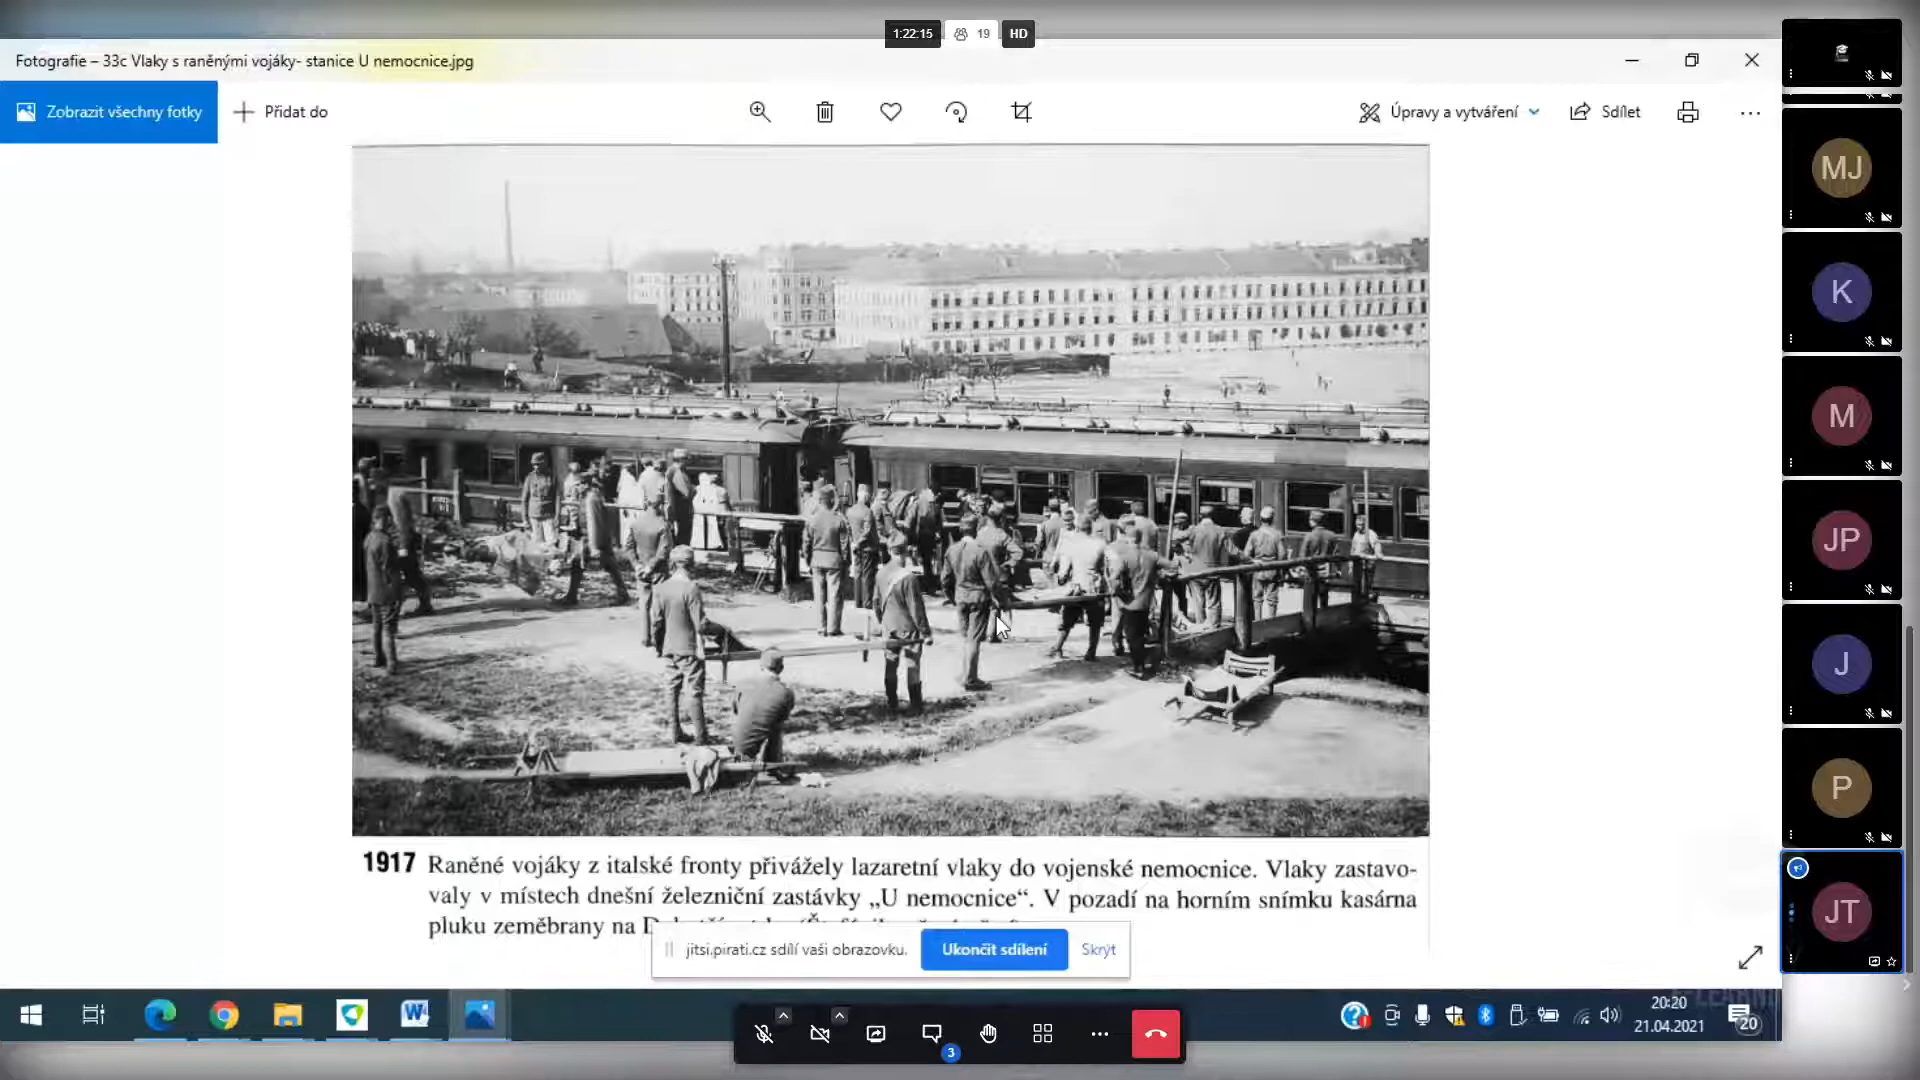 1:22:15
19
HD
Fotografie – 33c Vlaky s raněnými vojáky- stanice U nemocnice.jpg
Zobrazit všechny fotky
Přidat do
Úpravy a vytváření
Sdílet
MJ
K
M
JP
J
P
JT
1917 Raněné vojáky z italské fronty přivážely lazaretní vlaky do vojenské nemocnice. Vlaky zastavo-
valy v místech dnešní železniční zastávky „U nemocnice“. V pozadí na horním snímku kasárna
pluku zeměbrany na
jitsi.pirati.cz sdílí vaši obrazovku.
Ukončit sdílení
Skrýt
20:20
21.04.2021
20
3